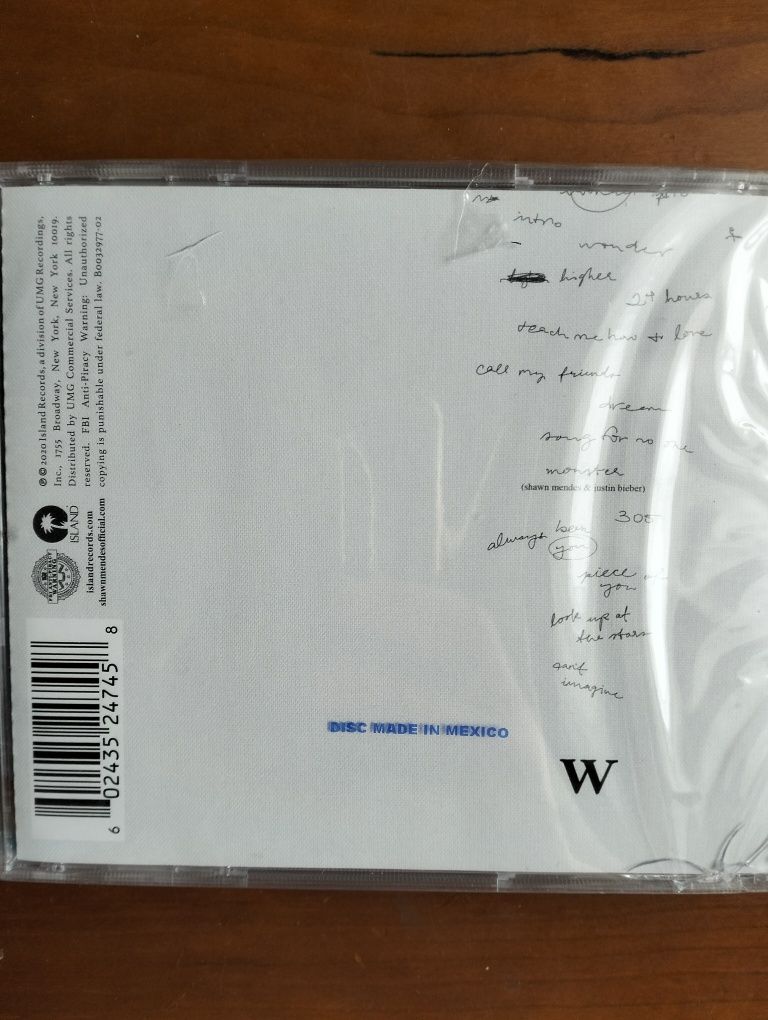 intro
wonder
higher
24 hours
teach me how to love
call my friends
dream
song for no one
monster
(shawn mendes & justin bieber)
305
always been
you
piece of
you
look up at
the stars
can't
imagine
W
DISC MADE IN MEXICO
℗ © 2020 Island Records, a division of UMG Recordings,
Inc., 1755 Broadway, New York, New York 10019.
Distributed by UMG Commercial Services. All rights
reserved. FBI Anti-Piracy Warning: Unauthorized
copying is punishable under federal law. B0032977-02
ISLAND
islandrecords.com
shawnmendesofficial.com
6 02435 24745 8